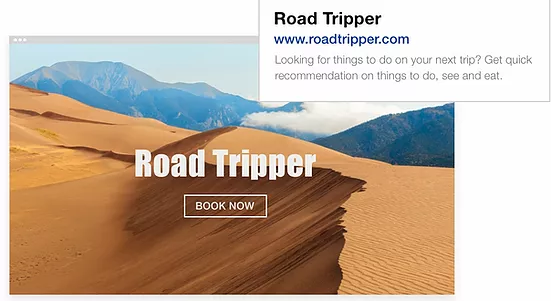 Road Tripper
www.roadtripper.com
Looking for things to do on your next trip? Get quick
recommendation on things to do, see and eat.
Road Tripper
BOOK NOW